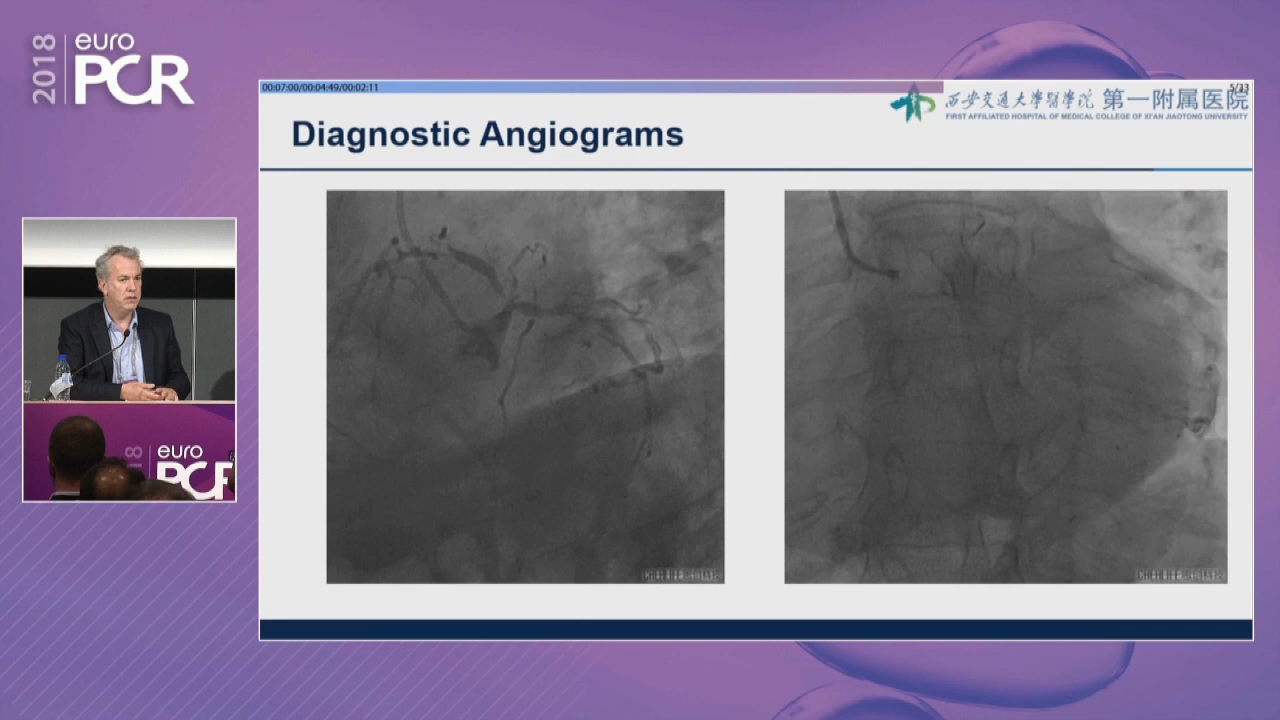 2018
euro
PCR
00:07:00/00:04:49/00:02:11
5/33
西安交通大學醫學院 第一附属医院
FIRST AFFILIATED HOSPITAL OF MEDICAL COLLEGE OF XI'AN JIAOTONG UNIVERSITY
Diagnostic Angiograms
euro
PCR